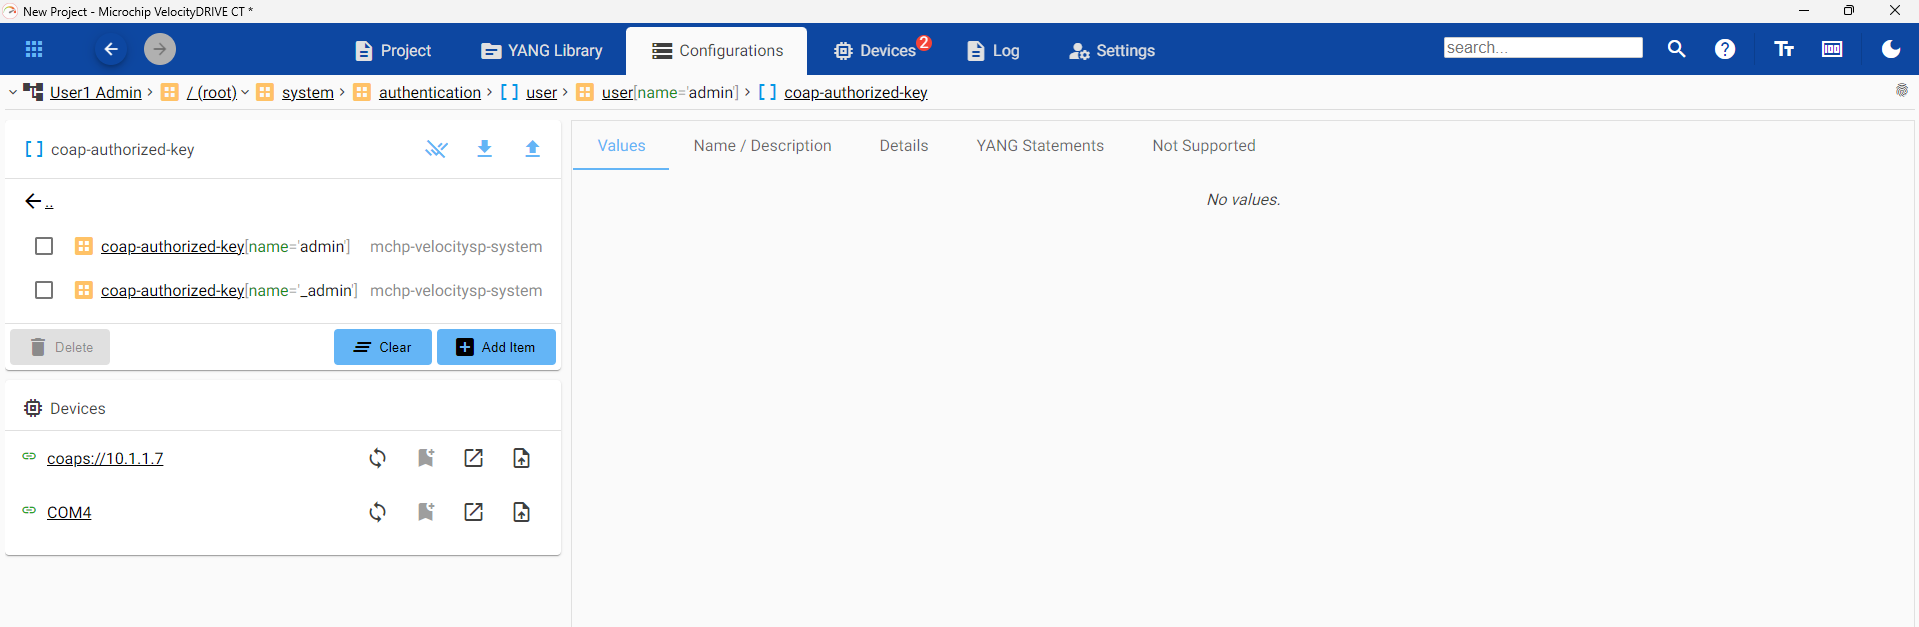 New Project - Microchip VelocityDRIVE CT *
Project YANG Library Configurations Devices 2 Log Settings search...
User1 Admin > / (root) system > authentication > [ ] user > user[name='admin'] > [ ] coap-authorized-key
[ ] coap-authorized-key
..
coap-authorized-key[name='admin'] mchp-velocitysp-system
coap-authorized-key[name='_admin'] mchp-velocitysp-system
Delete Clear Add Item
Devices
coaps://10.1.1.7
COM4
Values Name / Description Details YANG Statements Not Supported
No values.